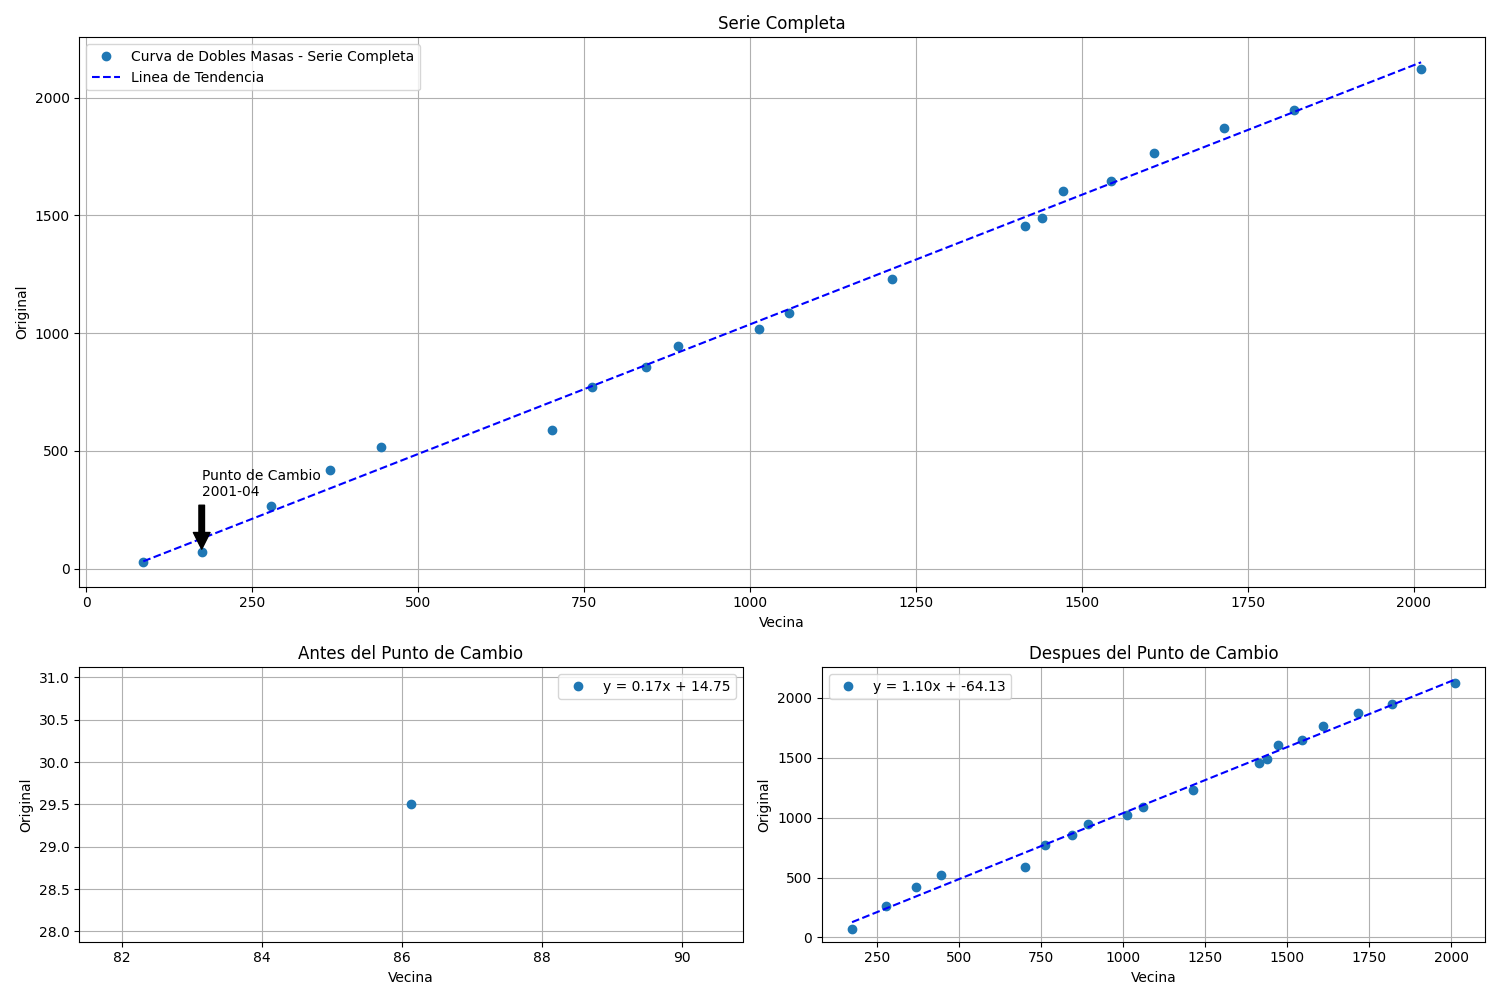 Serie Completa
Curva de Dobles Masas - Serie Completa
Linea de Tendencia
2000
1500
1000
500
0
Original
Punto de Cambio
2001-04
0 250 500 750 1000 1250 1500 1750 2000
Vecina
Antes del Punto de Cambio
y = 0.17x + 14.75
31.0
30.5
30.0
29.5
29.0
28.5
28.0
Original
82 84 86 88 90
Vecina
Despues del Punto de Cambio
y = 1.10x + -64.13
2000
1500
1000
500
0
Original
250 500 750 1000 1250 1500 1750 2000
Vecina